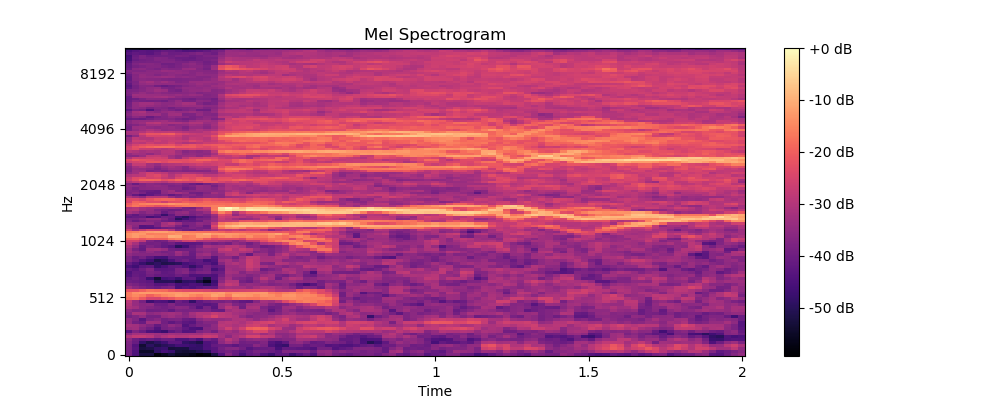 Mel Spectrogram
Hz
8192
4096
2048
1024
512
0
0 0.5 1 1.5 2
Time
+0 dB
-10 dB
-20 dB
-30 dB
-40 dB
-50 dB